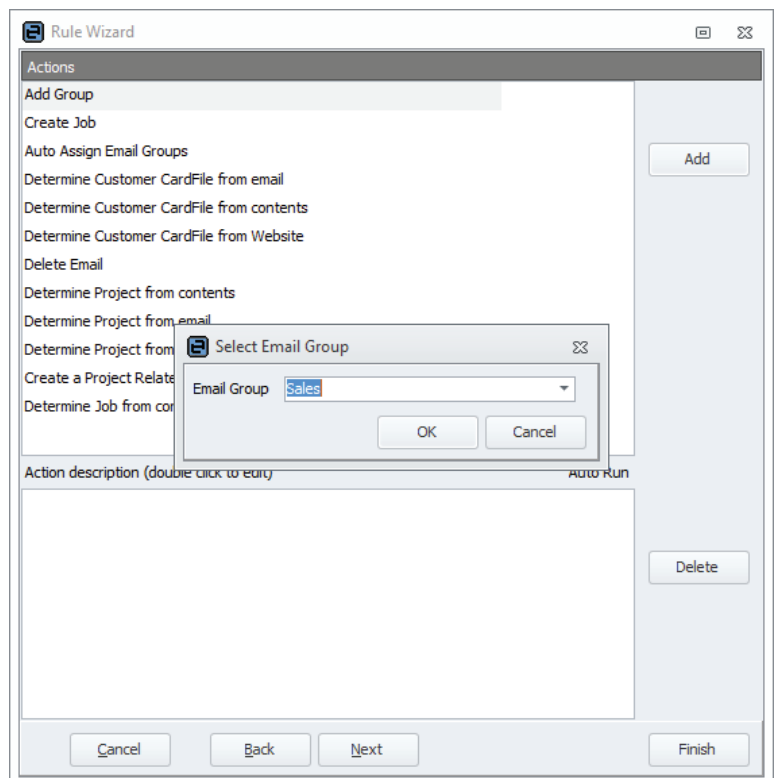 Rule Wizard
Actions
Add Group
Create Job
Auto Assign Email Groups
Add
Determine Customer CardFile from email
Determine Customer CardFile from contents
Determine Customer CardFile from Website
Delete Email
Determine Project from contents
Determine Project from email
Determine Project from
Select Email Group
Create a Project Relate
Email Group Sales
Determine Job from con
OK Cancel
Action description (double click to edit) Auto Run
Delete
Cancel Back Next Finish